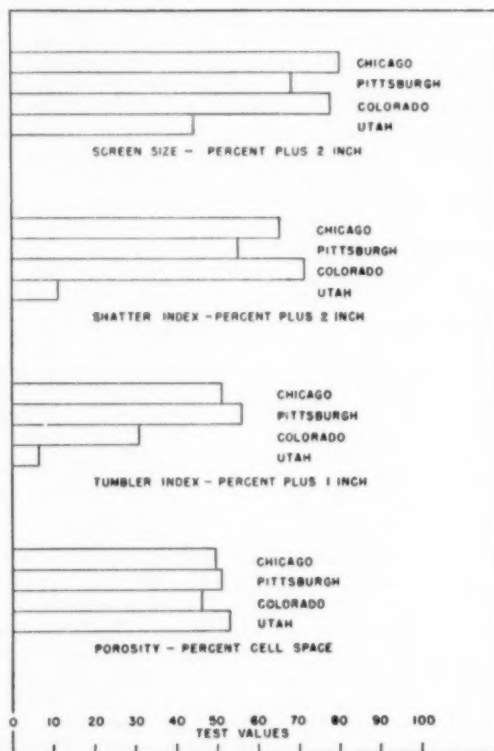 CHICAGO
PITTSBURGH
COLORADO
UTAH
SCREEN SIZE - PERCENT PLUS 2 INCH
CHICAGO
PITTSBURGH
COLORADO
UTAH
SHATTER INDEX - PERCENT PLUS 2 INCH
CHICAGO
PITTSBURGH
COLORADO
UTAH
TUMBLER INDEX - PERCENT PLUS 1 INCH
CHICAGO
PITTSBURGH
COLORADO
UTAH
POROSITY - PERCENT CELL SPACE
0 10 20 30 40 50 60 70 80 90 100
TEST VALUES